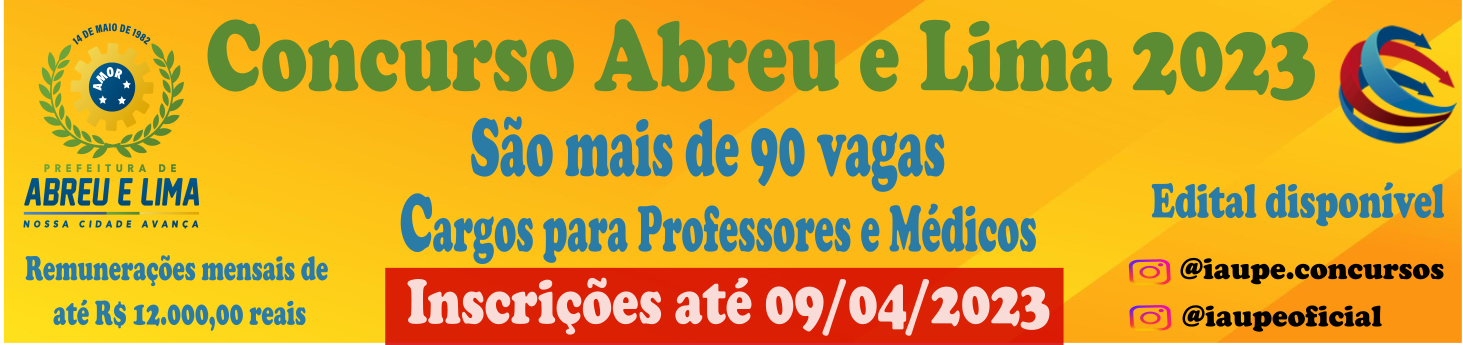 14 DE MAIO DE 1982
AMOR
PREFEITURA DE
ABREU E LIMA
NOSSA CIDADE AVANÇA
Remunerações mensais de
até R$ 12.000,00 reais
Concurso Abreu e Lima 2023
São mais de 90 vagas
Cargos para Professores e Médicos
Inscrições até 09/04/2023
Edital disponível
@iaupe.concursos
@iaupeoficial